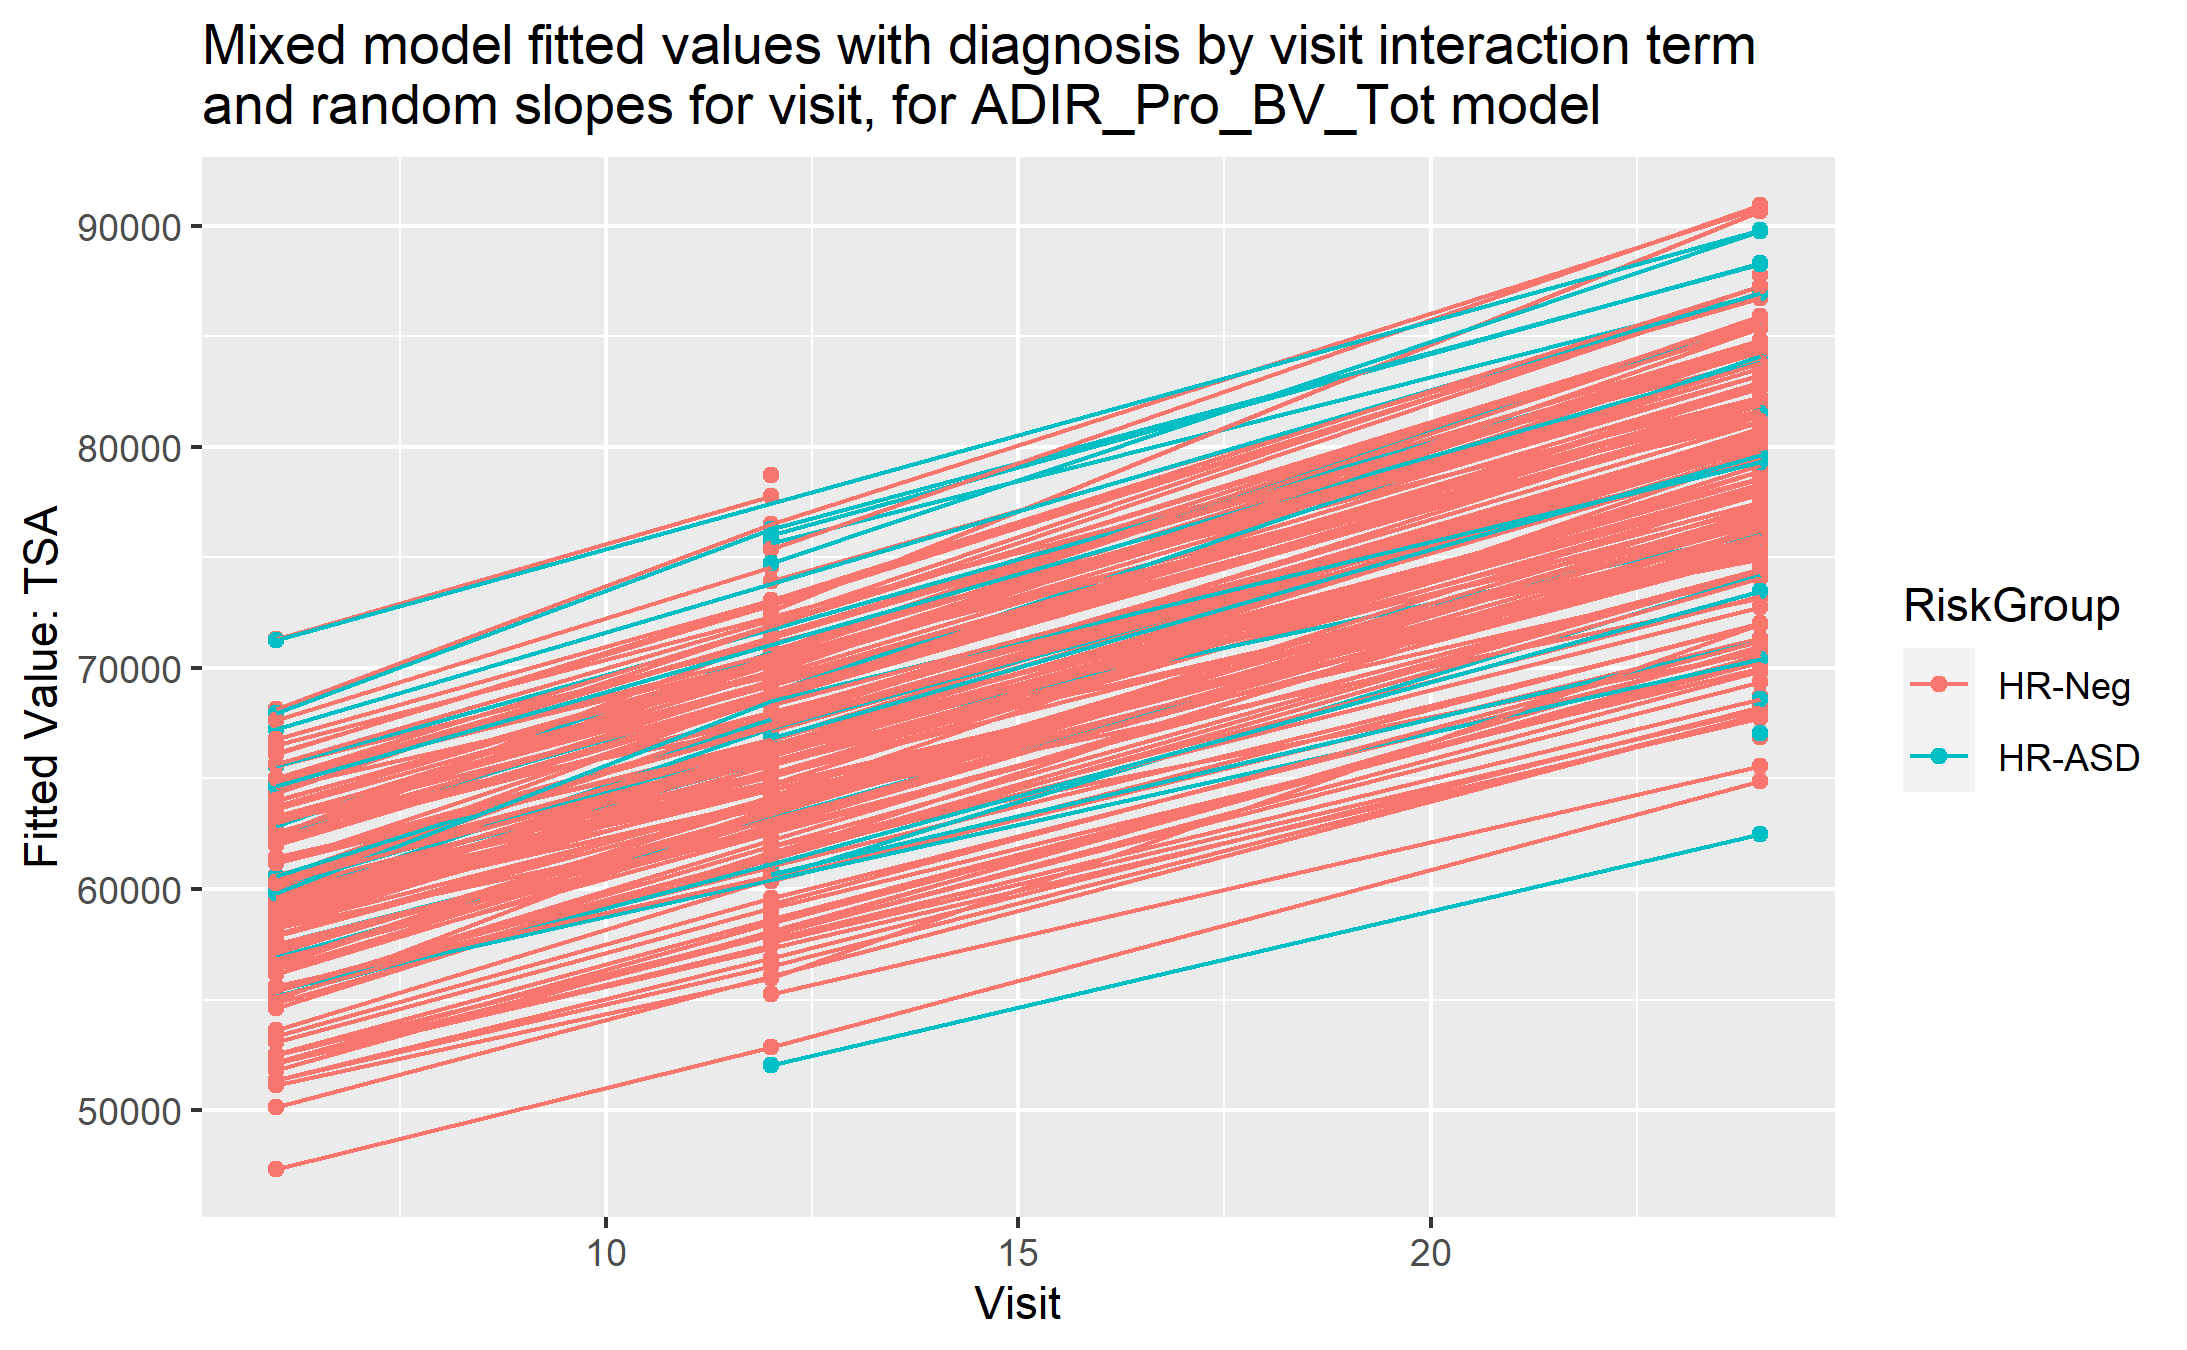 Mixed model fitted values with diagnosis by visit interaction term
and random slopes for visit, for ADIR_Pro_BV_Tot model
90000
80000
70000
60000
50000
Fitted Value: TSA
10
15
20
Visit
RiskGroup
HR-Neg
HR-ASD